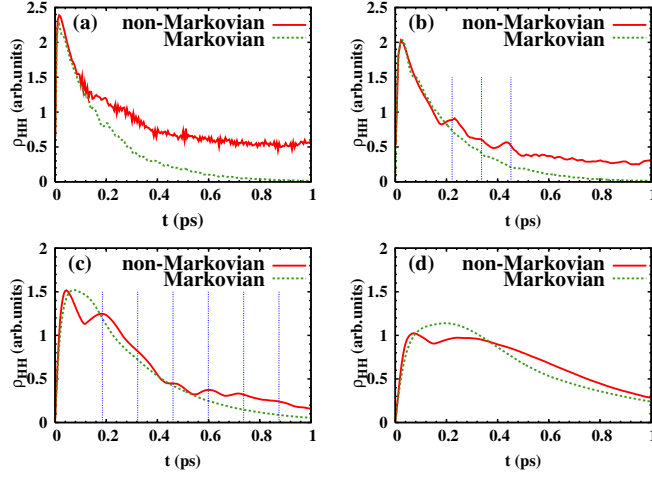 (a) non-Markovian
Markovian
ρHH (arb.units)
2.5
2
1.5
1
0.5
0
0 0.2 0.4 0.6 0.8 1
t (ps)
(b) non-Markovian
Markovian
ρHH (arb.units)
2.5
2
1.5
1
0.5
0
0 0.2 0.4 0.6 0.8 1
t (ps)
(c) non-Markovian
Markovian
ρHH (arb.units)
2
1.5
1
0.5
0
0 0.2 0.4 0.6 0.8 1
t (ps)
(d) non-Markovian
Markovian
ρHH (arb.units)
2
1.5
1
0.5
0
0 0.2 0.4 0.6 0.8 1
t (ps)